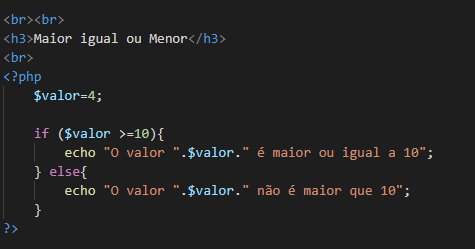 <br><br>
<h3>Maior igual ou Menor</h3>
<br>
<?php
$valor=4;
if ($valor >=10){
echo "O valor ".$valor." é maior ou igual a 10";
} else{
echo "O valor ".$valor." não é maior que 10";
}
?>